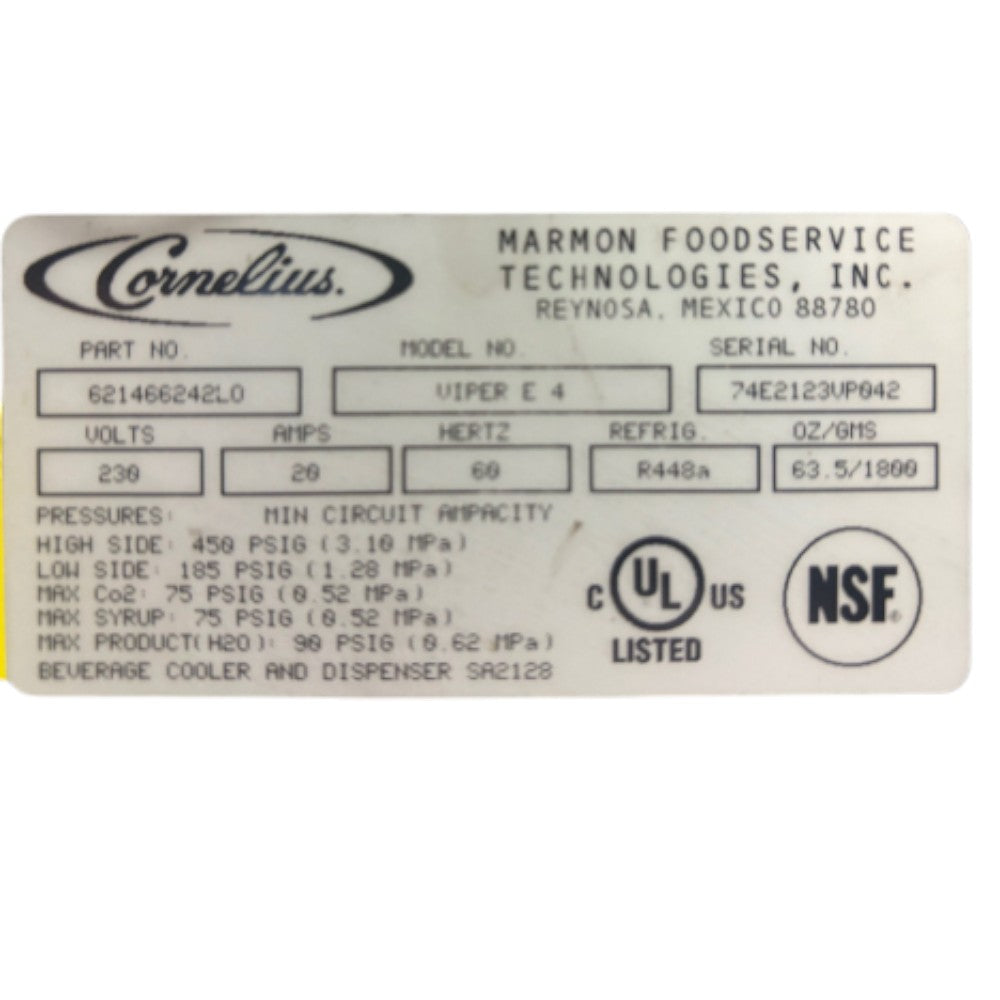 Cornelius.
MARMON FOODSERVICE
TECHNOLOGIES, INC.
REYNOSA, MEXICO 88780
PART NO. MODEL NO. SERIAL NO.
621466242LO VIPER E 4 74E2123VP042
VOLTS AMPS HERTZ REFRIG. OZ/GMS
230 20 60 R448a 63.5/1800
PRESSURES: MIN CIRCUIT AMPACITY
HIGH SIDE: 450 PSIG (3.10 MPa)
LOW SIDE: 185 PSIG (1.28 MPa)
MAX Co2: 75 PSIG (0.52 MPa)
MAX SYRUP: 75 PSIG (0.52 MPa)
MAX PRODUCT(H2O): 90 PSIG (0.62 MPa)
BEVERAGE COOLER AND DISPENSER SA2128
C UL US
LISTED
NSF®